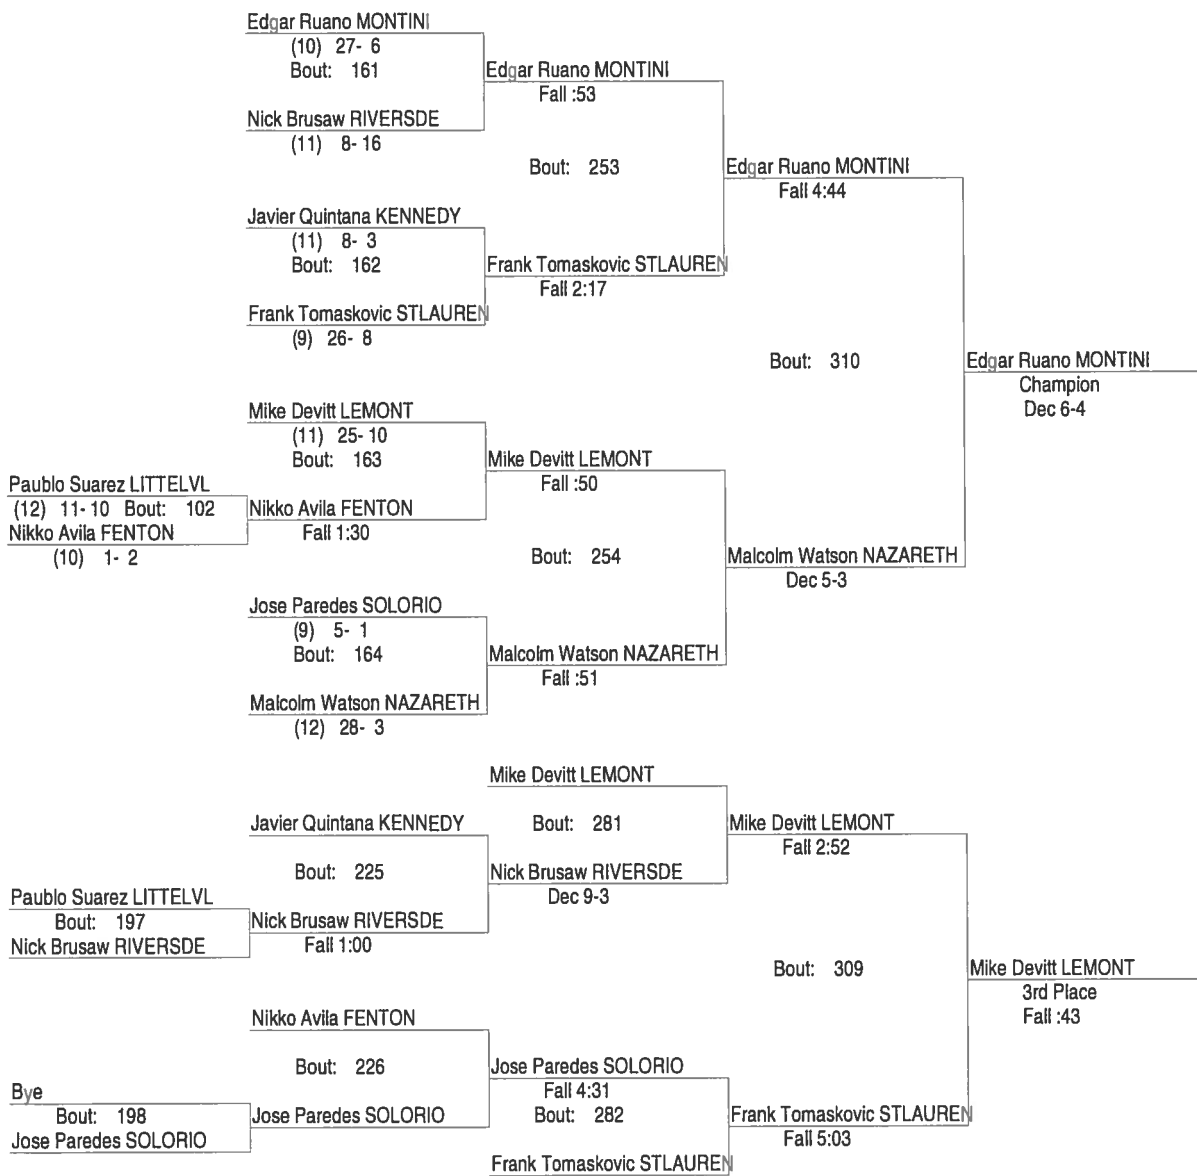 Edgar Ruano MONTINI
(10) 27- 6
Bout: 161
Edgar Ruano MONTINI
Fall :53
Nick Brusaw RIVERSDE
(11) 8- 16
Bout: 253
Edgar Ruano MONTINI
Fall 4:44
Javier Quintana KENNEDY
(11) 8- 3
Bout: 162
Frank Tomaskovic STLAUREN
Fall 2:17
Frank Tomaskovic STLAUREN
(9) 26- 8
Bout: 310
Edgar Ruano MONTINI
Champion
Dec 6-4
Mike Devitt LEMONT
(11) 25- 10
Bout: 163
Mike Devitt LEMONT
Fall :50
Paublo Suarez LITTELVL
(12) 11- 10 Bout: 102
Nikko Avila FENTON
Fall 1:30
Nikko Avila FENTON
(10) 1- 2
Bout: 254
Malcolm Watson NAZARETH
Dec 5-3
Jose Paredes SOLORIO
(9) 5- 1
Bout: 164
Malcolm Watson NAZARETH
Fall :51
Malcolm Watson NAZARETH
(12) 28- 3
Mike Devitt LEMONT
Javier Quintana KENNEDY
Bout: 281
Mike Devitt LEMONT
Fall 2:52
Bout: 225
Nick Brusaw RIVERSDE
Dec 9-3
Paublo Suarez LITTELVL
Bout: 197
Nick Brusaw RIVERSDE
Fall 1:00
Nick Brusaw RIVERSDE
Bout: 309
Mike Devitt LEMONT
3rd Place
Fall :43
Nikko Avila FENTON
Bout: 226
Jose Paredes SOLORIO
Fall 4:31
Bye
Bout: 198
Jose Paredes SOLORIO
Bout: 282
Frank Tomaskovic STLAUREN
Fall 5:03
Jose Paredes SOLORIO
Frank Tomaskovic STLAUREN